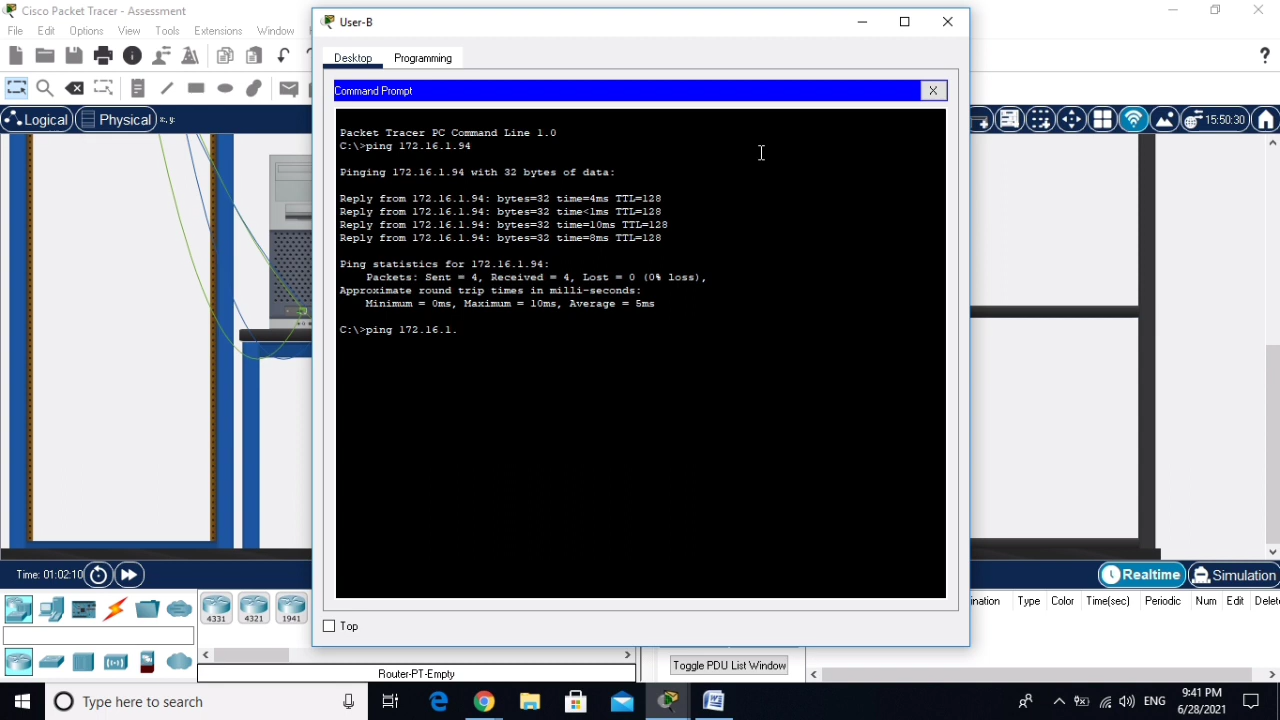 Cisco Packet Tracer - Assessment
File Edit Options View Tools Extensions Window
Logical Physical x, y:
15:50:30
User-B
Desktop Programming
Command Prompt
X
Packet Tracer PC Command Line 1.0
C:\>ping 172.16.1.94
Pinging 172.16.1.94 with 32 bytes of data:
Reply from 172.16.1.94: bytes=32 time=4ms TTL=128
Reply from 172.16.1.94: bytes=32 time<1ms TTL=128
Reply from 172.16.1.94: bytes=32 time=10ms TTL=128
Reply from 172.16.1.94: bytes=32 time=8ms TTL=128
Ping statistics for 172.16.1.94:
Packets: Sent = 4, Received = 4, Lost = 0 (0% loss),
Approximate round trip times in milli-seconds:
Minimum = 0ms, Maximum = 10ms, Average = 5ms
C:\>ping 172.16.1.
Top
Time: 01:02:10
Realtime Simulation
4331 4321 1941
Router-PT-Empty
Toggle PDU List Window
ination Type Color Time(sec) Periodic Num Edit Delet
Type here to search
ENG
9:41 PM
6/28/2021